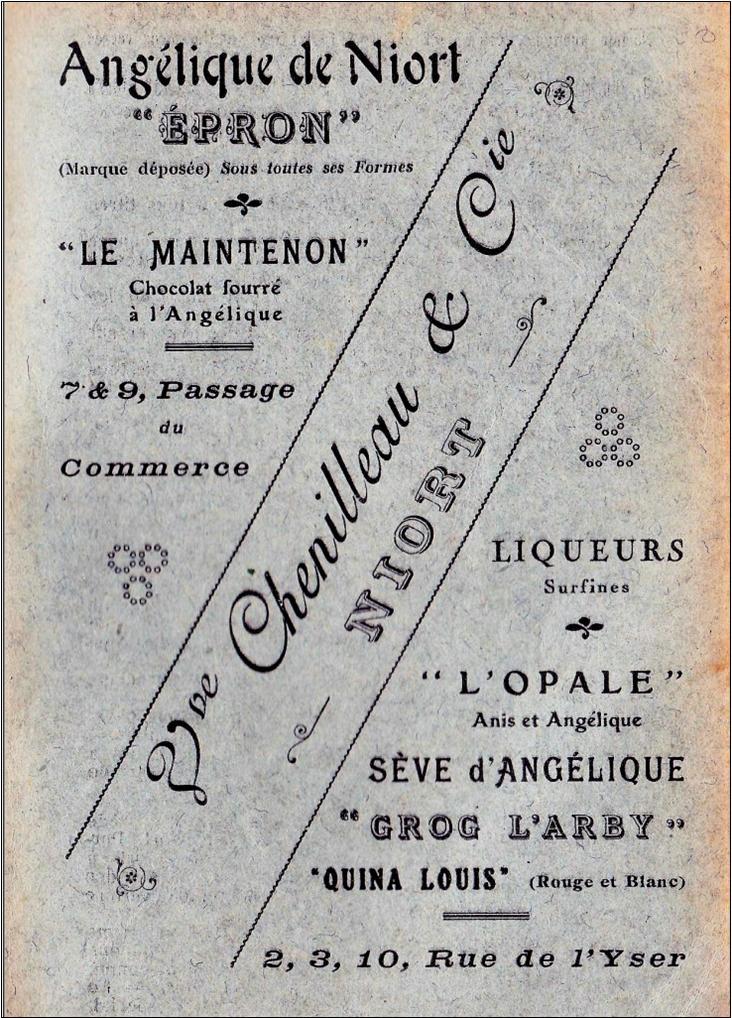 Angélique de Niort
"ÉPRON"
(Marque déposée) Sous toutes ses Formes
"LE MAINTENON"
Chocolat fourré
à l'Angélique
7 & 9, Passage
du
Commerce
Vve Chenilleau & Cie
NIORT
LIQUEURS
Surfines
"L'OPALE"
Anis et Angélique
SÈVE d'ANGÉLIQUE
"GROG L'ARBY"
"QUINA LOUIS" (Rouge et Blanc)
2, 3, 10, Rue de l'Yser